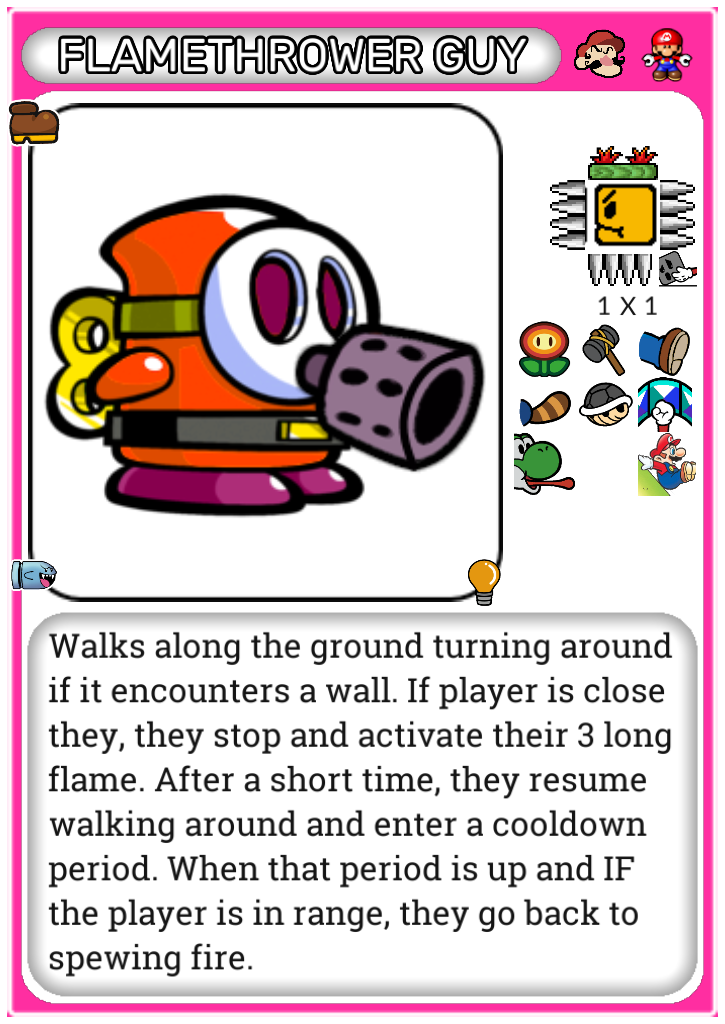 FLAMETHROWER GUY
1 X 1
Walks along the ground turning around
if it encounters a wall. If player is close
they, they stop and activate their 3 long
flame. After a short time, they resume
walking around and enter a cooldown
period. When that period is up and IF
the player is in range, they go back to
spewing fire.